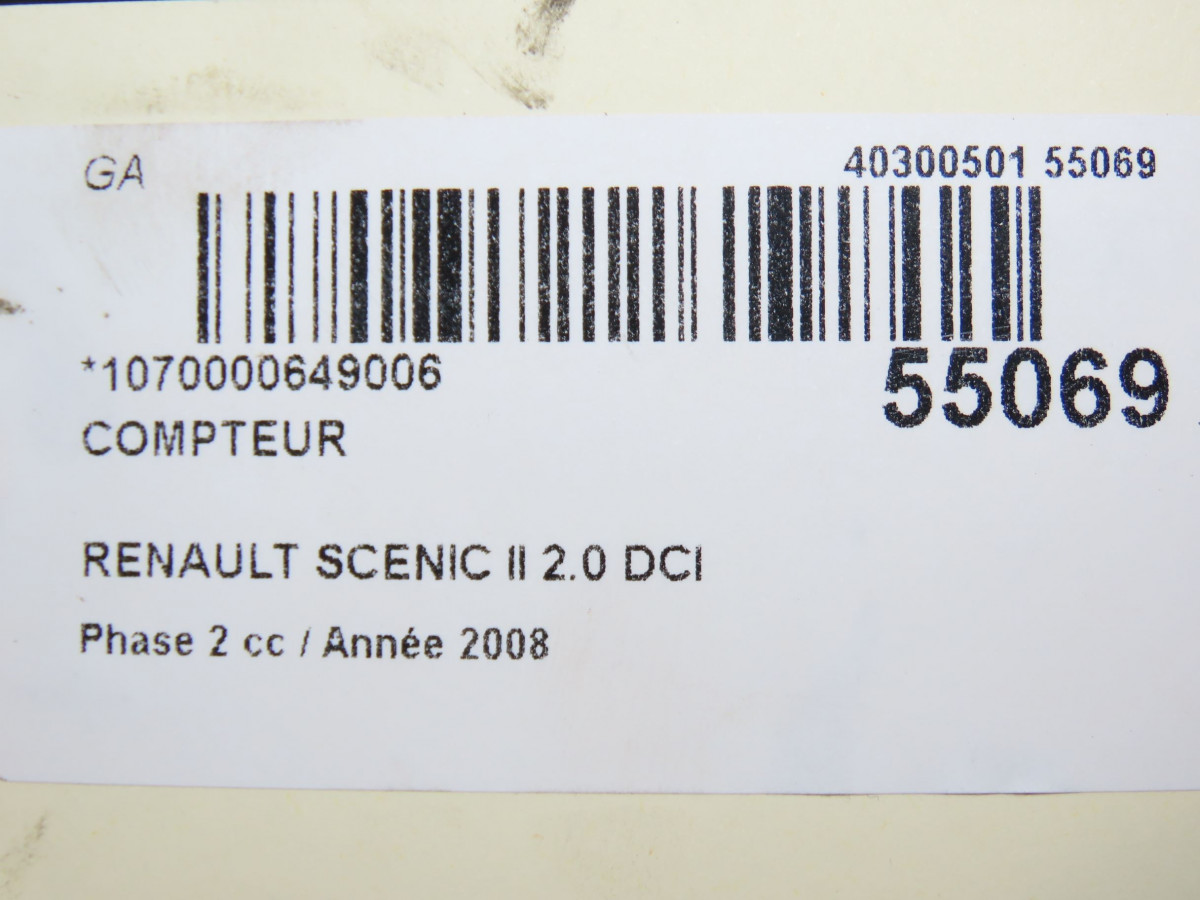 GA
40300501 55069
*1070000649006
55069
COMPTEUR
RENAULT SCENIC II 2.0 DCI
Phase 2 cc / Année 2008